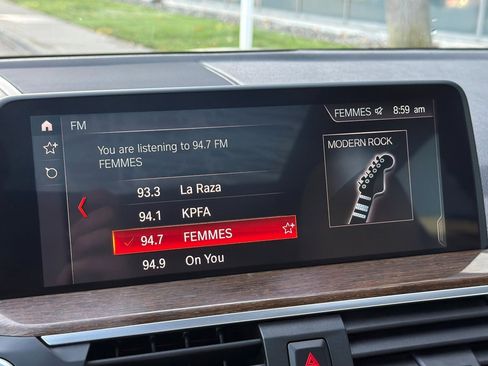 FM
FEMMES 8:59 am
You are listening to 94.7 FM
FEMMES
MODERN ROCK
93.3 La Raza
94.1 KPFA
94.7 FEMMES
94.9 On You